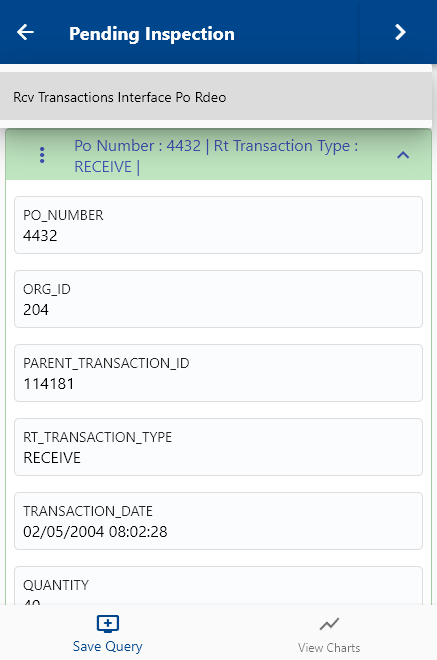 Pending Inspection
Rcv Transactions Interface Po Rdeo
Po Number : 4432 | Rt Transaction Type :
RECEIVE |
PO_NUMBER
4432
ORG_ID
204
PARENT_TRANSACTION_ID
114181
RT_TRANSACTION_TYPE
RECEIVE
TRANSACTION_DATE
02/05/2004 08:02:28
QUANTITY
40
Save Query
View Charts